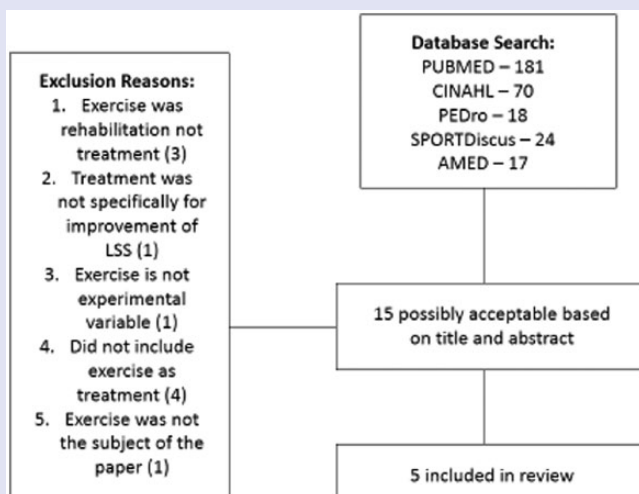 Exclusion Reasons:
1. Exercise was
rehabilitation not
treatment (3)
2. Treatment was
not specifically for
improvement of
LSS (1)
3. Exercise is not
experimental
variable (1)
4. Did not include
exercise as
treatment (4)
5. Exercise was not
the subject of the
paper (1)
Database Search:
PUBMED – 181
CINAHL – 70
PEDro – 18
SPORTDiscus – 24
AMED – 17
15 possibly acceptable based
on title and abstract
5 included in review